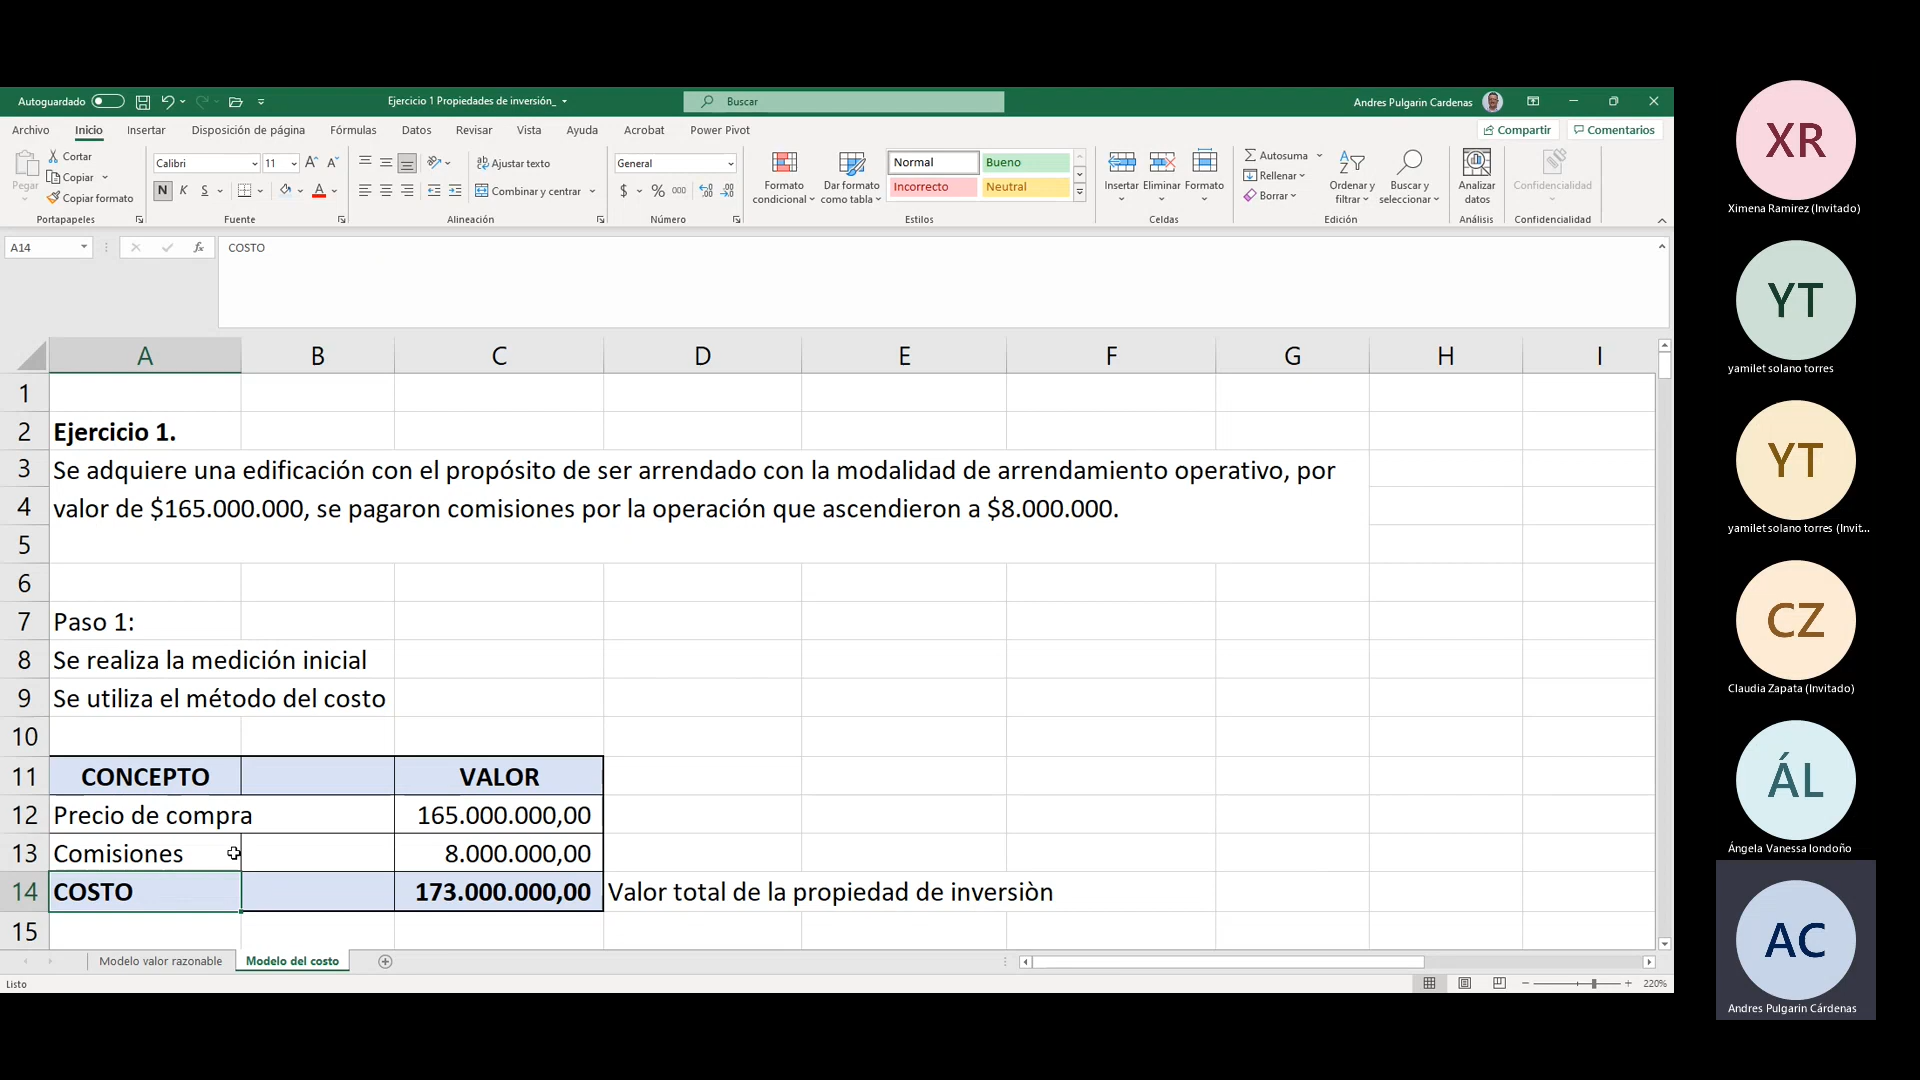 Autoguardado
Ejercicio 1 Propiedades de inversión_
Buscar
Andres Pulgarin Cardenas
Archivo Inicio Insertar Disposición de página Fórmulas Datos Revisar Vista Ayuda Acrobat Power Pivot
Compartir Comentarios
Pegar
Cortar
Copiar
Copiar formato
Portapapeles
Calibri 11
N K S
Fuente
Ajustar texto
Combinar y centrar
Alineación
General
$ % 000
Número
Formato condicional
Dar formato como tabla
Normal Bueno
Incorrecto Neutral
Estilos
Insertar Eliminar Formato
Celdas
Autosuma
Rellenar
Borrar
Ordenar y filtrar
Buscar y seleccionar
Edición
Analizar datos
Análisis
Confidencialidad
Confidencialidad
A14
fx
COSTO
A B C D E F G H I
1
2 Ejercicio 1.
3 Se adquiere una edificación con el propósito de ser arrendado con la modalidad de arrendamiento operativo, por
4 valor de $165.000.000, se pagaron comisiones por la operación que ascendieron a $8.000.000.
5
6
7 Paso 1:
8 Se realiza la medición inicial
9 Se utiliza el método del costo
10
11 CONCEPTO VALOR
12 Precio de compra 165.000.000,00
13 Comisiones 8.000.000,00
14 COSTO 173.000.000,00 Valor total de la propiedad de inversiòn
15
Modelo valor razonable Modelo del costo
Listo
220%
XR
Ximena Ramirez (Invitado)
YT
yamilet solano torres
YT
yamilet solano torres (Invit...
CZ
Claudia Zapata (Invitado)
ÁL
Ángela Vanessa londoño
AC
Andres Pulgarin Cárdenas